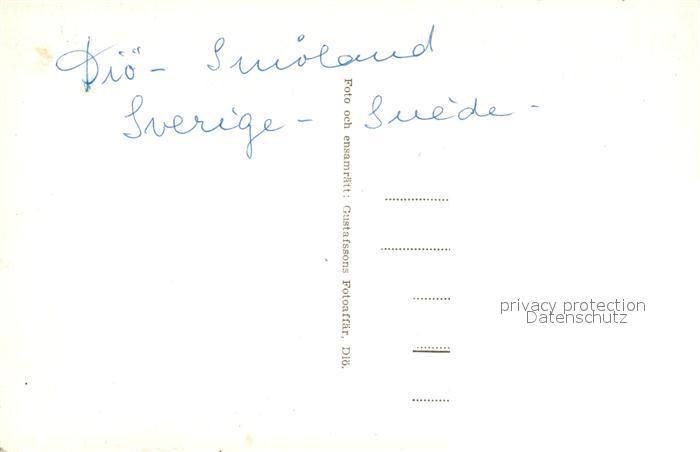 Diö - Småland
Sverige - Suède -
Foto och ensamrätt: Gustafssons Fotoaffär, Diö.
privacy protection
Datenschutz